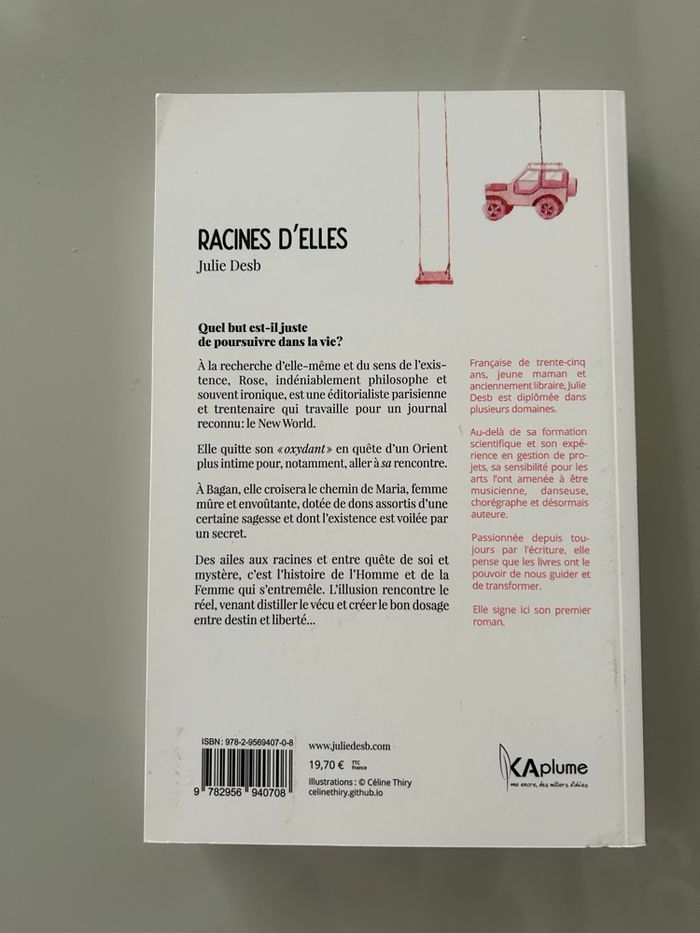 RACINES D'ELLES
Julie Desb
Quel but est-il juste
de poursuivre dans la vie?
À la recherche d'elle-même et du sens de l'exis-
tence, Rose, indéniablement philosophe et
souvent ironique, est une éditorialiste parisienne
et trentenaire qui travaille pour un journal
reconnu: le New World.
Elle quitte son «oxydant» en quête d'un Orient
plus intime pour, notamment, aller à sa rencontre.
À Bagan, elle croisera le chemin de Maria, femme
mûre et envoûtante, dotée de dons assortis d'une
certaine sagesse et dont l'existence est voilée par
un secret.
Des ailes aux racines et entre quête de soi et
mystère, c'est l'histoire de l'Homme et de la
Femme qui s'entremêle. L'illusion rencontre le
réel, venant distiller le vécu et créer le bon dosage
entre destin et liberté...
Française de trente-cinq
ans, jeune maman et
anciennement libraire, Julie
Desb est diplômée dans
plusieurs domaines.
Au-delà de sa formation
scientifique et son expé-
rience en gestion de pro-
jets, sa sensibilité pour les
arts l'ont amenée à être
musicienne, danseuse,
chorégraphe et désormais
auteure.
Passionnée depuis tou-
jours par l'écriture, elle
pense que les livres ont le
pouvoir de nous guider et
de transformer.
Elle signe ici son premier
roman.
ISBN : 978-2-9569407-0-8
9 782956 940708
www.juliedesb.com
19,70 € TTC
France
Illustrations : © Céline Thiry
celinethiry.github.io
KAplume
une encre, des milliers d'idées